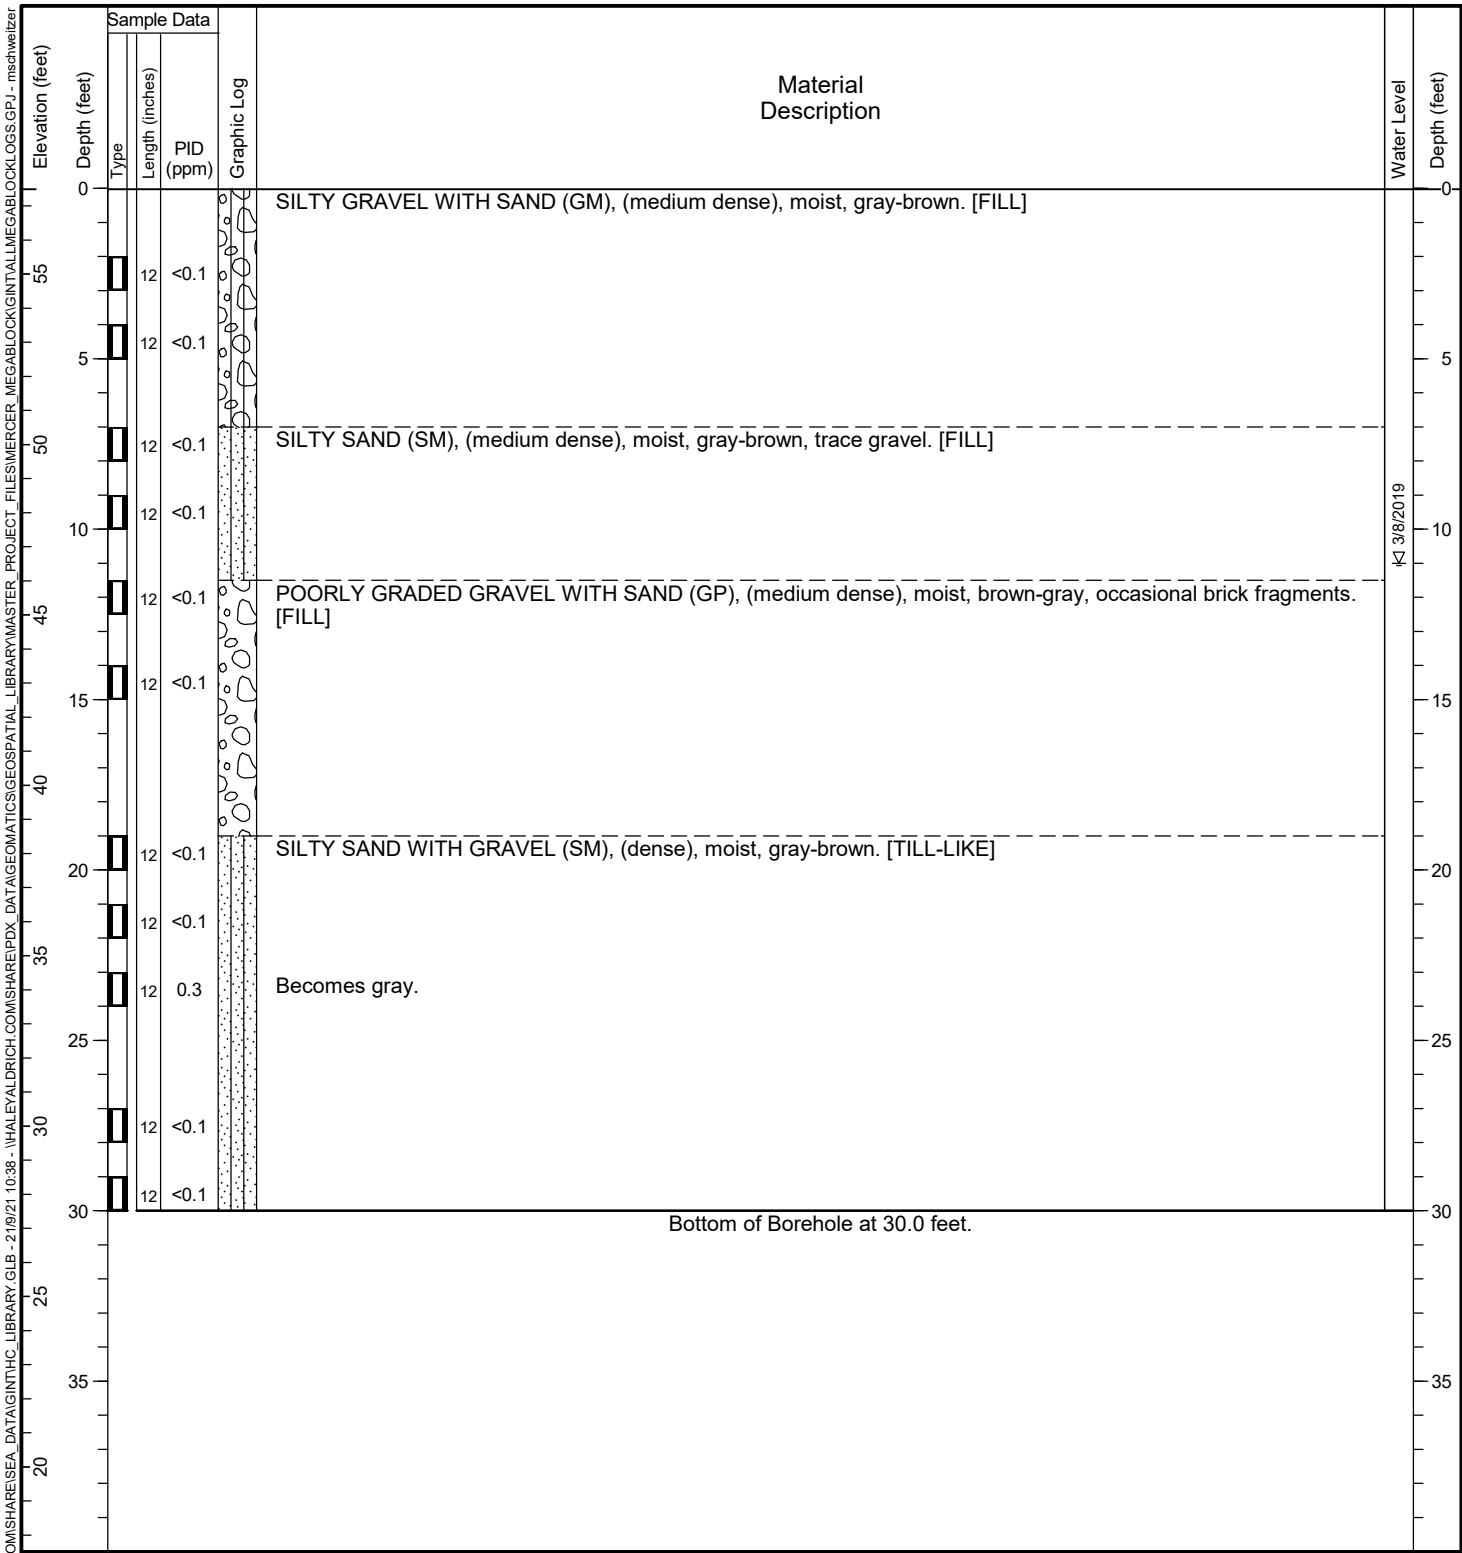 OM\SHARE\SEA_DATA\GINT\HC_LIBRARY.GLB - 21/9/21 10:38 - \\HALEYALDRICH.COM\SHARE\PDX_DATA\GEOMATICS\GEOSPATIAL_LIBRARY\MASTER_PROJECT_FILES\MERCER_MEGABLOCK\GINT\ALLMEGABLOCKLOGS.GPJ - mschweitzer
Sample Data
Elevation (feet)
Depth (feet)
Type
Length (inches)
PID
(ppm)
Graphic Log
Material
Description
Water Level
Depth (feet)
0 0
SILTY GRAVEL WITH SAND (GM), (medium dense), moist, gray-brown. [FILL]
55 12 <0.1
12 <0.1
5 5
50 12 <0.1 SILTY SAND (SM), (medium dense), moist, gray-brown, trace gravel. [FILL]
12 <0.1
10 3/8/2019 10
12 <0.1 POORLY GRADED GRAVEL WITH SAND (GP), (medium dense), moist, brown-gray, occasional brick fragments.
45 [FILL]
12 <0.1
15 15
40
12 <0.1 SILTY SAND WITH GRAVEL (SM), (dense), moist, gray-brown. [TILL-LIKE]
20 20
12 <0.1
35
12 0.3 Becomes gray.
25 25
30 12 <0.1
12 <0.1
30 30
Bottom of Borehole at 30.0 feet.
25
35 35
20